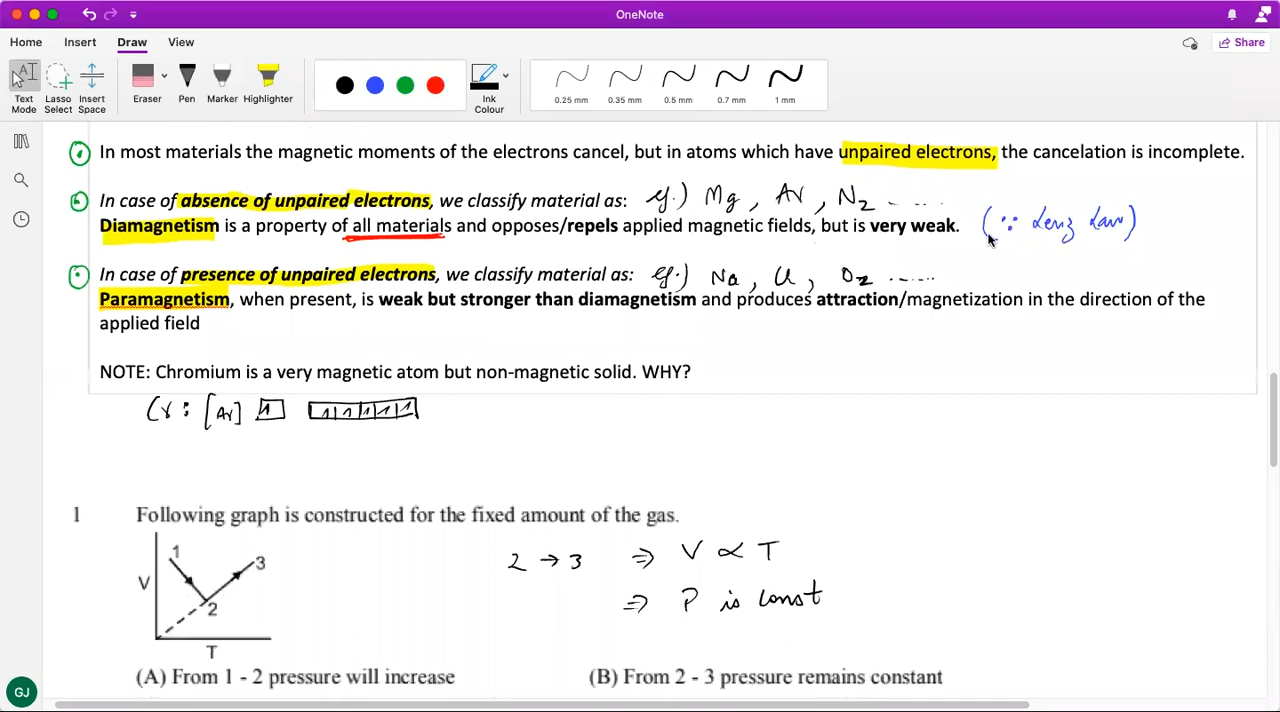 OneNote
Home Insert Draw View
Share
Text Mode
Lasso Select
Insert Space
Eraser
Pen
Marker
Highlighter
Ink Colour
0.25 mm 0.35 mm 0.5 mm 0.7 mm 1 mm
In most materials the magnetic moments of the electrons cancel, but in atoms which have unpaired electrons, the cancelation is incomplete.
In case of absence of unpaired electrons, we classify material as: eg.) Mg, Ar, N2 .....
Diamagnetism is a property of all materials and opposes/repels applied magnetic fields, but is very weak. (∵ Lenz Law)
In case of presence of unpaired electrons, we classify material as: eg.) Na, Cl, O2 .....
Paramagnetism, when present, is weak but stronger than diamagnetism and produces attraction/magnetization in the direction of the
applied field
NOTE: Chromium is a very magnetic atom but non-magnetic solid. WHY?
Cr : [Ar] 1 1 1 1 1 1
1 Following graph is constructed for the fixed amount of the gas.
V
1
2
3
T
2 → 3 ⇒ V ∝ T
⇒ P is const
(A) From 1 - 2 pressure will increase (B) From 2 - 3 pressure remains constant
GJ